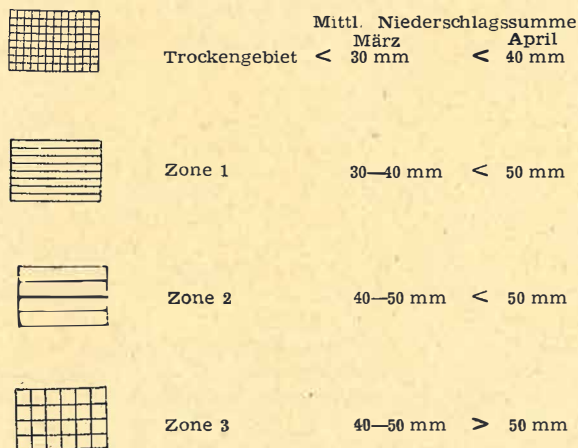 Mittl. Niederschlagssumme
März April
Trockengebiet < 30 mm < 40 mm
Zone 1 30—40 mm < 50 mm
Zone 2 40—50 mm < 50 mm
Zone 3 40—50 mm > 50 mm